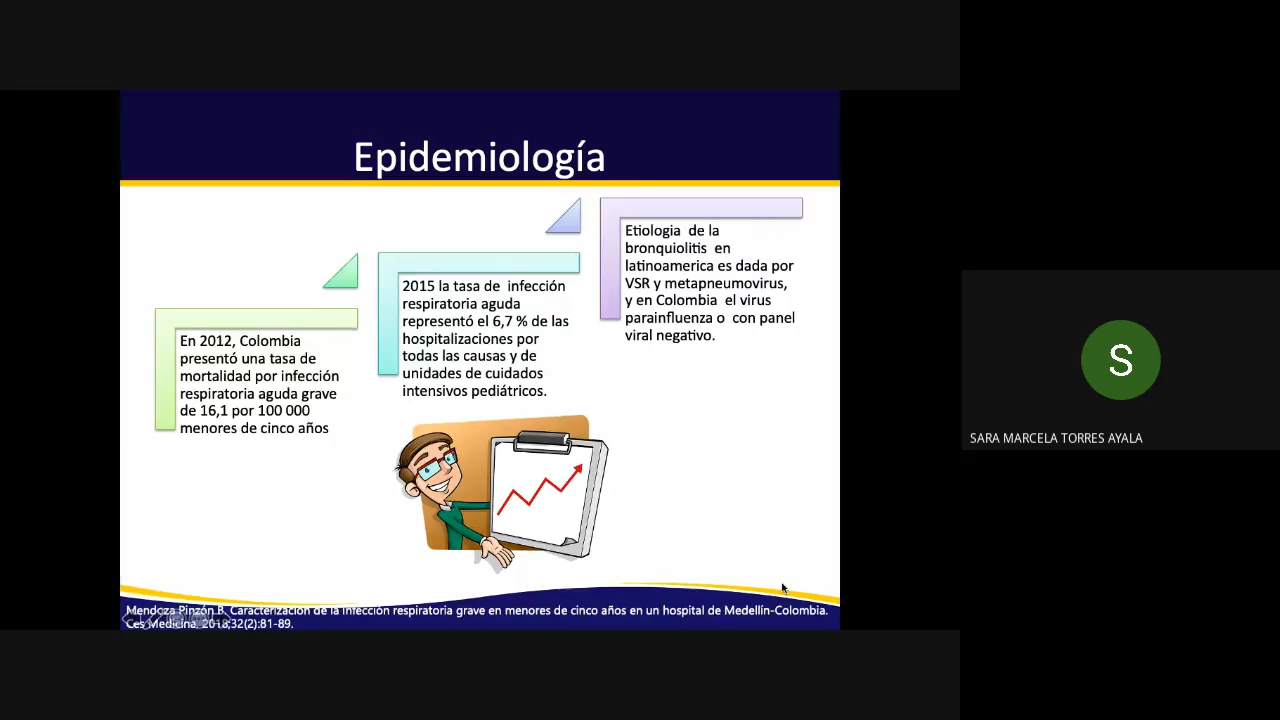 Epidemiología
En 2012, Colombia
presentó una tasa de
mortalidad por infección
respiratoria aguda grave
de 16,1 por 100 000
menores de cinco años
2015 la tasa de infección
respiratoria aguda
representó el 6,7 % de las
hospitalizaciones por
todas las causas y de
unidades de cuidados
intensivos pediátricos.
Etiologia de la
bronquiolitis en
latinoamerica es dada por
VSR y metapneumovirus,
y en Colombia el virus
parainfluenza o con panel
viral negativo.
Mendoza Pinzón B. Caracterización de la infección respiratoria grave en menores de cinco años en un hospital de Medellín-Colombia.
Ces Medicina. 2018;32(2):81-89.
S
SARA MARCELA TORRES AYALA